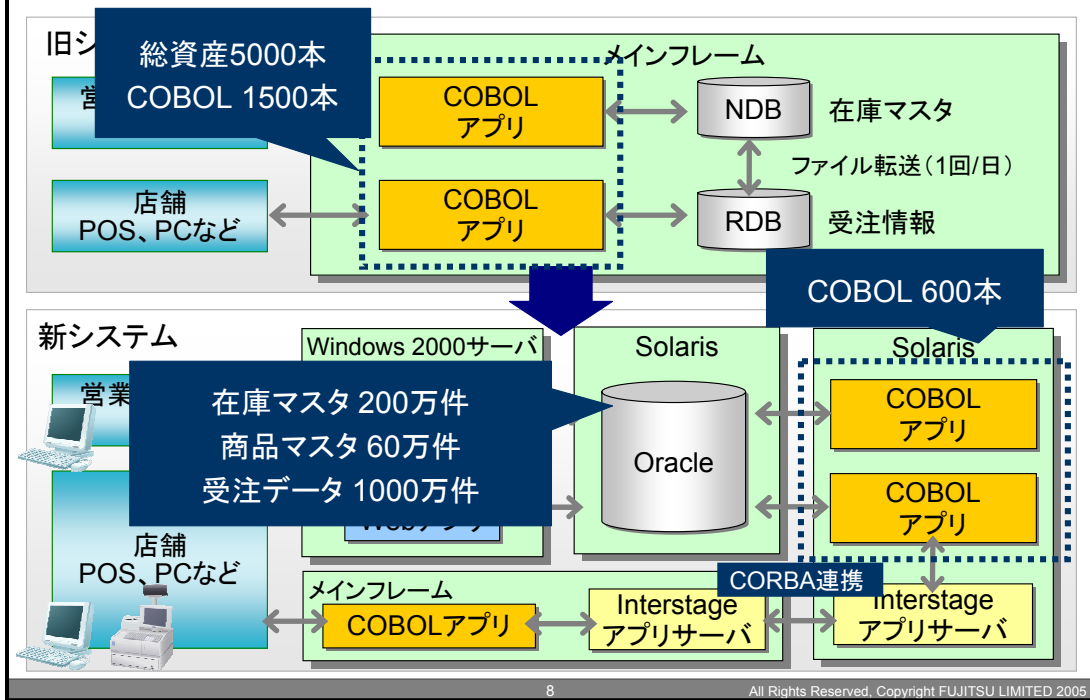 旧シ
総資産5000本
COBOL 1500本
営
店舗
POS、PCなど
メインフレーム
COBOL
アプリ
COBOL
アプリ
NDB
在庫マスタ
ファイル転送（1回/日）
RDB
受注情報
COBOL 600本
新システム
営業
在庫マスタ 200万件
商品マスタ 60万件
受注データ 1000万件
店舗
POS、PCなど
Windows 2000サーバ
Webアプリ
Solaris
Oracle
Solaris
COBOL
アプリ
COBOL
アプリ
CORBA連携
メインフレーム
COBOLアプリ
Interstage
アプリサーバ
Interstage
アプリサーバ
8
All Rights Reserved, Copyright FUJITSU LIMITED 2005